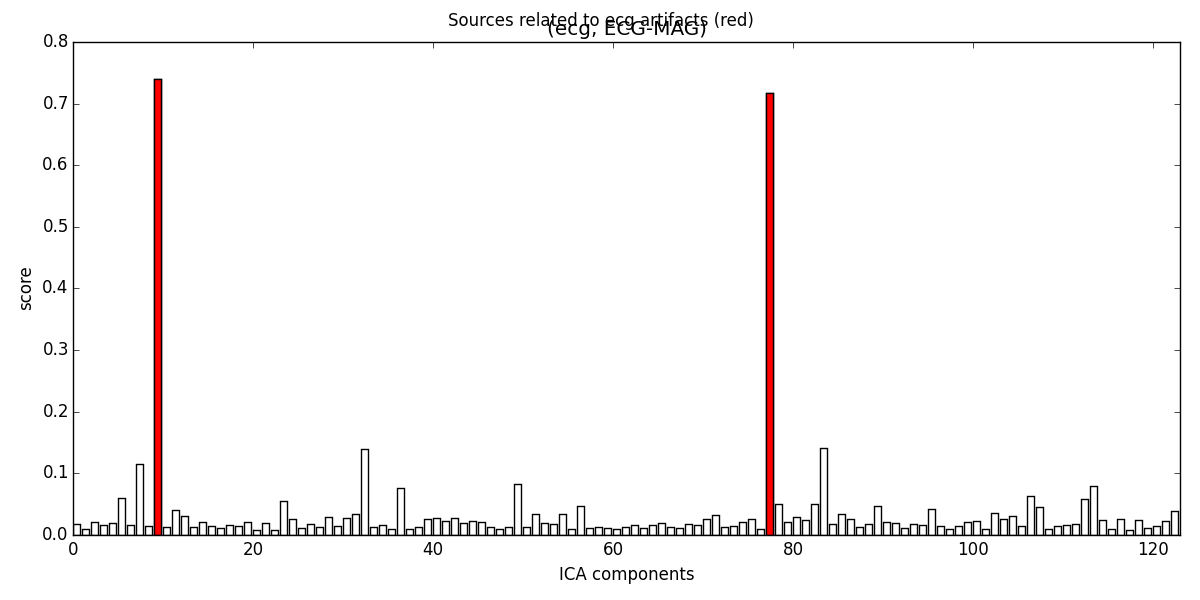 Sources related to ecg artifacts (red)
(ecg, ECG-MAG)
0.8
0.7
0.6
0.5
0.4
0.3
0.2
0.1
0.0
score
0 20 40 60 80 100 120
ICA components